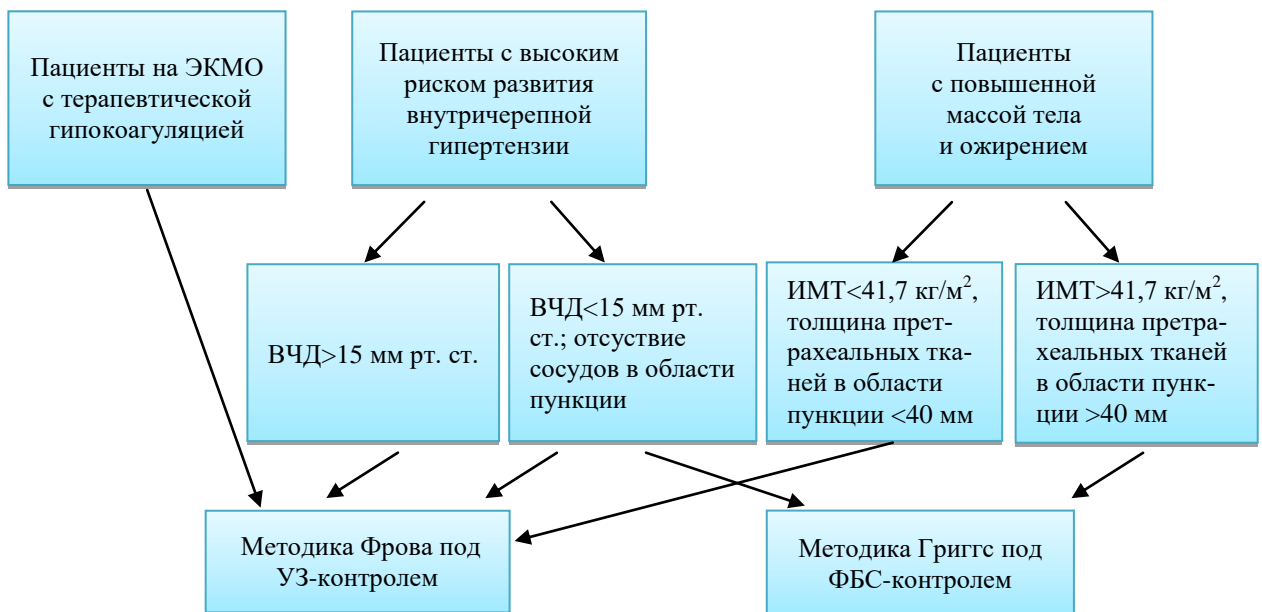 Пациенты на ЭКМО
с терапевтической
гипокоагуляцией
Пациенты с высоким
риском развития
внутричерепной
гипертензии
Пациенты
с повышенной
массой тела
и ожирением
ВЧД>15 мм рт. ст.
ВЧД<15 мм рт.
ст.; отсуствие
сосудов в области
пункции
ИМТ<41,7 кг/м²,
толщина прет-
рахеальных тка-
ней в области
пункции <40 мм
ИМТ>41,7 кг/м²,
толщина претра-
хеальных тканей
в области пунк-
ции >40 мм
Методика Фрова под
УЗ-контролем
Методика Григгс под
ФБС-контролем